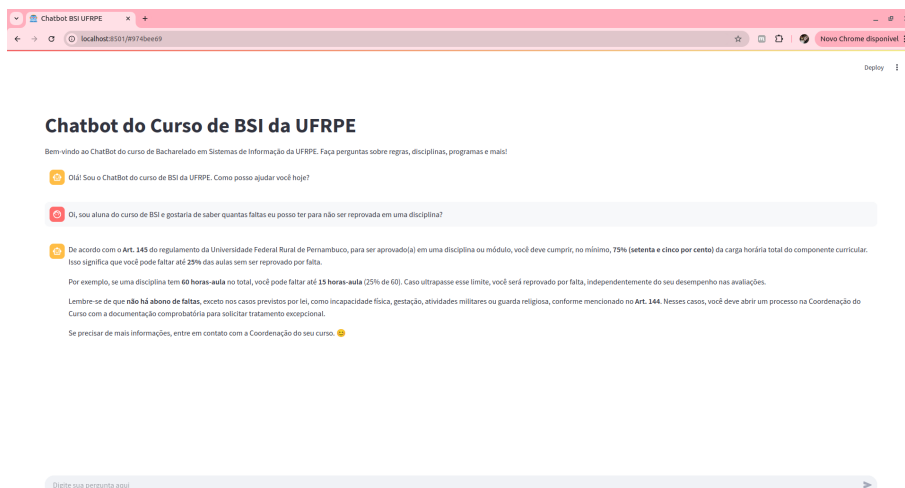 Chatbot BSI UFRPE
localhost:8501/#974bee69
Novo Chrome disponível
Deploy
Chatbot do Curso de BSI da UFRPE
Bem-vindo ao ChatBot do curso de Bacharelado em Sistemas de Informação da UFRPE. Faça perguntas sobre regras, disciplinas, programas e mais!
Olá! Sou o ChatBot do curso de BSI da UFRPE. Como posso ajudar você hoje?
Oi, sou aluna do curso de BSI e gostaria de saber quantas faltas eu posso ter para não ser reprovada em uma disciplina?
De acordo com o Art. 145 do regulamento da Universidade Federal Rural de Pernambuco, para ser aprovado(a) em uma disciplina ou módulo, você deve cumprir, no mínimo, 75% (setenta e cinco por cento) da carga horária total do componente curricular.
Isso significa que você pode faltar até 25% das aulas sem ser reprovado por falta.
Por exemplo, se uma disciplina tem 60 horas-aula no total, você pode faltar até 15 horas-aula (25% de 60). Caso ultrapasse esse limite, você será reprovado por falta, independentemente do seu desempenho nas avaliações.
Lembre-se de que não há abono de faltas, exceto nos casos previstos por lei, como incapacidade física, gestação, atividades militares ou guarda religiosa, conforme mencionado no Art. 144. Nesses casos, você deve abrir um processo na Coordenação do
Curso com a documentação comprobatória para solicitar tratamento excepcional.
Se precisar de mais informações, entre em contato com a Coordenação do seu curso. 😊
Digite sua pergunta aqui